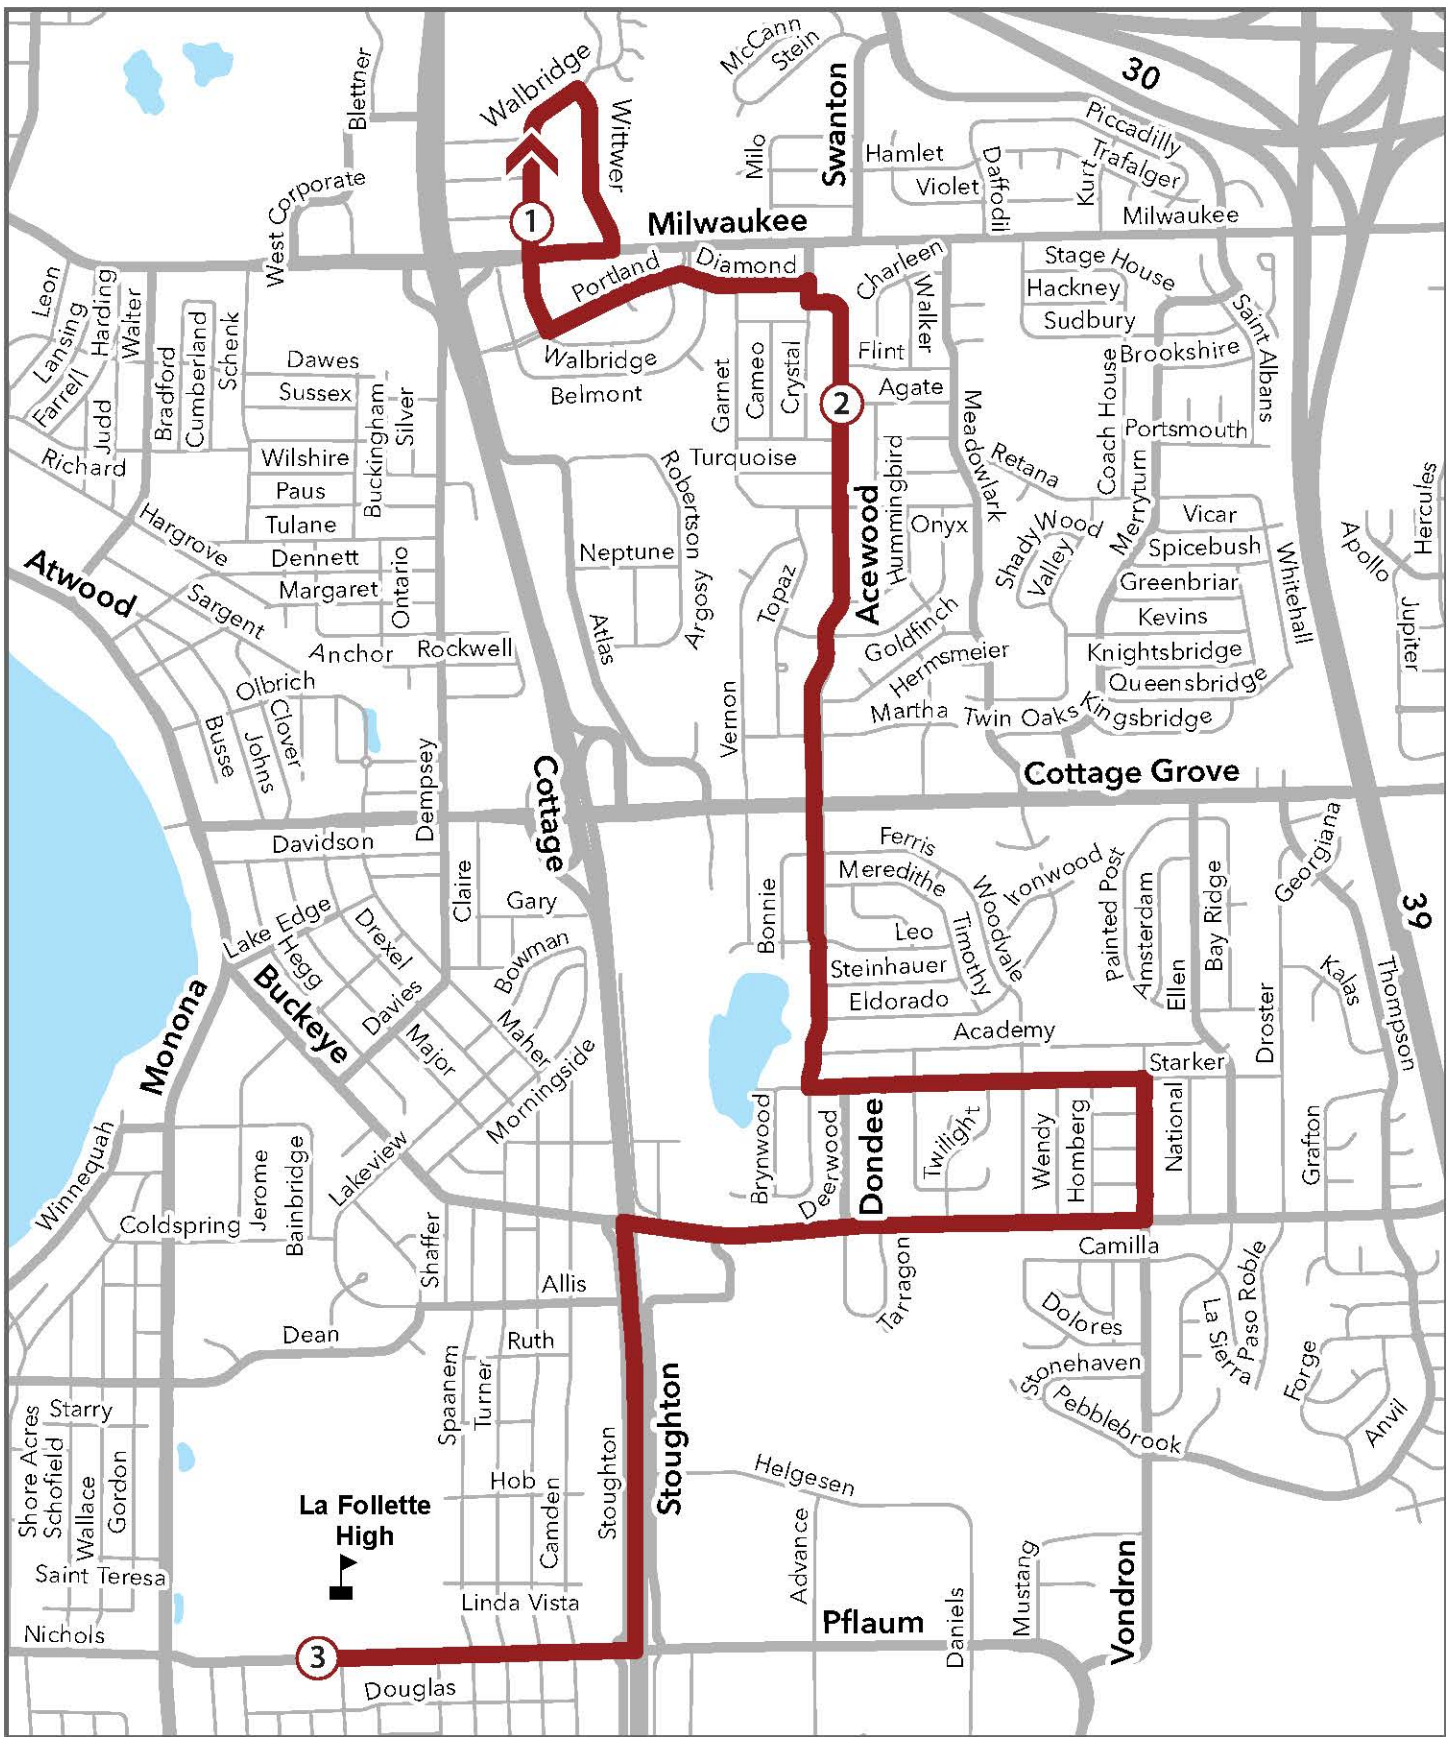 McCann
Stein
30
Blettner
Walbridge
Wittwer
Swanton
Milo
Piccadilly
Hamlet
Trafalger
Daffodil
Kurt
Violet
West Corporate
1
Milwaukee
Milwaukee
Leon
Harding
Walter
Portland
Diamond
Charleen
Stage House
Hackney
Lansing
Schenk
Cumberland
Walker
Sudbury
Saint Albans
Dawes
Walbridge
Flint
Brookshire
Farrell
Judd
Bradford
Sussex
Buckingham
Silver
Belmont
Garnet
Cameo
Crystal
2
Agate
Coach House
Meadowlark
Portsmouth
Richard
Wilshire
Turquoise
Robertson
Hummingbird
Retana
Merryturn
Hercules
Paus
Tulane
Hargrove
Acewood
Onyx
Shady Wood
Valley
Vicar
Apollo
Atwood
Dennett
Neptune
Spicebush
Whitehall
Margaret
Ontario
Argosy
Topaz
Greenbriar
Sargent
Goldfinch
Kevins
Jupiter
Anchor
Rockwell
Atlas
Hermsmeier
Knightsbridge
Olbrich
Queensbridge
Clover
Vernon
Martha
Twin Oaks
Kingsbridge
Busse
Johns
Dempsey
Cottage
Cottage Grove
Davidson
Ferris
Georgiana
Claire
Meredithe
Ironwood
Painted Post
Gary
Bonnie
Woodvale
Amsterdam
Bay Ridge
39
Lake Edge
Drexel
Leo
Timothy
Hegg
Bowman
Steinhauer
Ellen
Kalas
Thompson
Buckeye
Davies
Eldorado
Monona
Major
Maher
Academy
Droster
Morningside
Starker
Winnequah
Brynwood
Deerwood
Dondee
Twilight
Wendy
Homberg
National
Grafton
Jerome
Bainbridge
Lakeview
Coldspring
Shaffer
Camilla
Allis
Tarragon
Dolores
La Sierra
Paso Roble
Dean
Ruth
Stonehaven
Forge
Spaanem
Turner
Stoughton
Pebblebrook
Anvil
Starry
Shore Acres
Schofield
Wallace
Gordon
Hob
Stoughton
Helgesen
La Follette
High
Camden
Advance
Saint Teresa
Linda Vista
Mustang
Vondron
Nichols
Pflaum
Daniels
3
Douglas